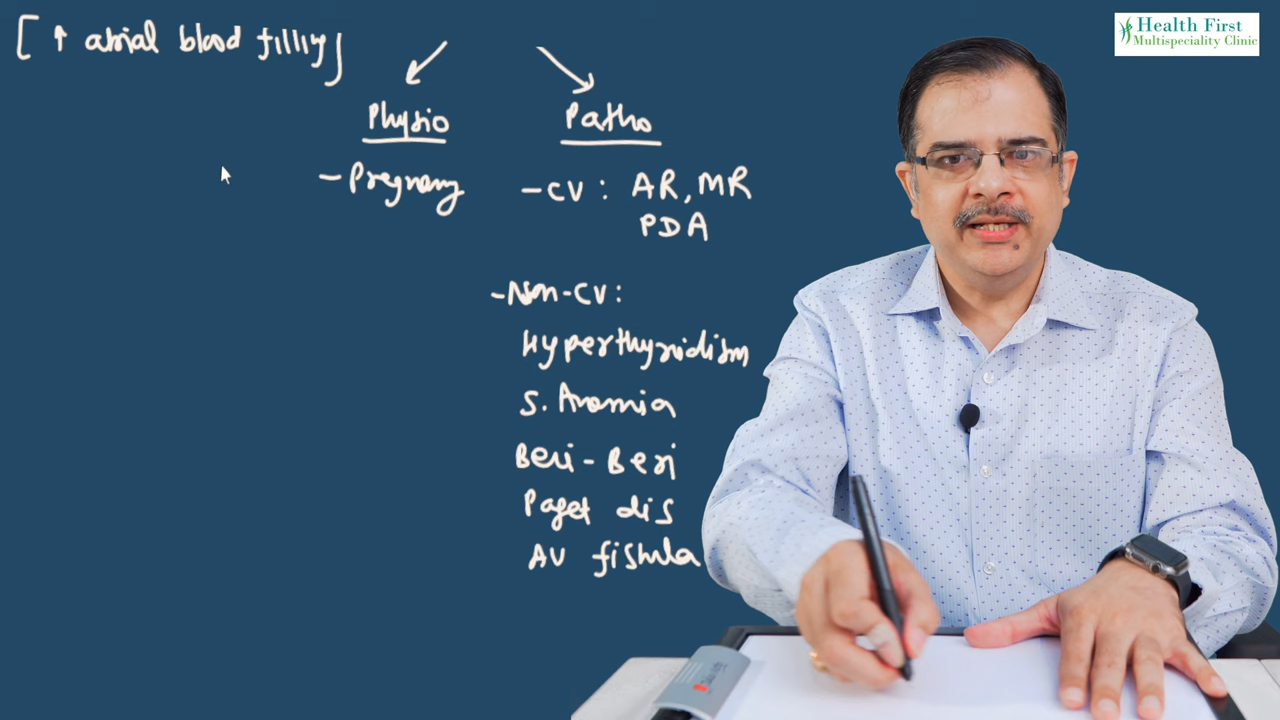 [↑ atrial blood filling]
Physio
Patho
- Pregnancy
- CV : AR, MR
PDA
- Non-CV :
Hyperthyroidism
S. Anemia
Beri-Beri
Paget dis
AV fistula
Health First
Multispeciality Clinic